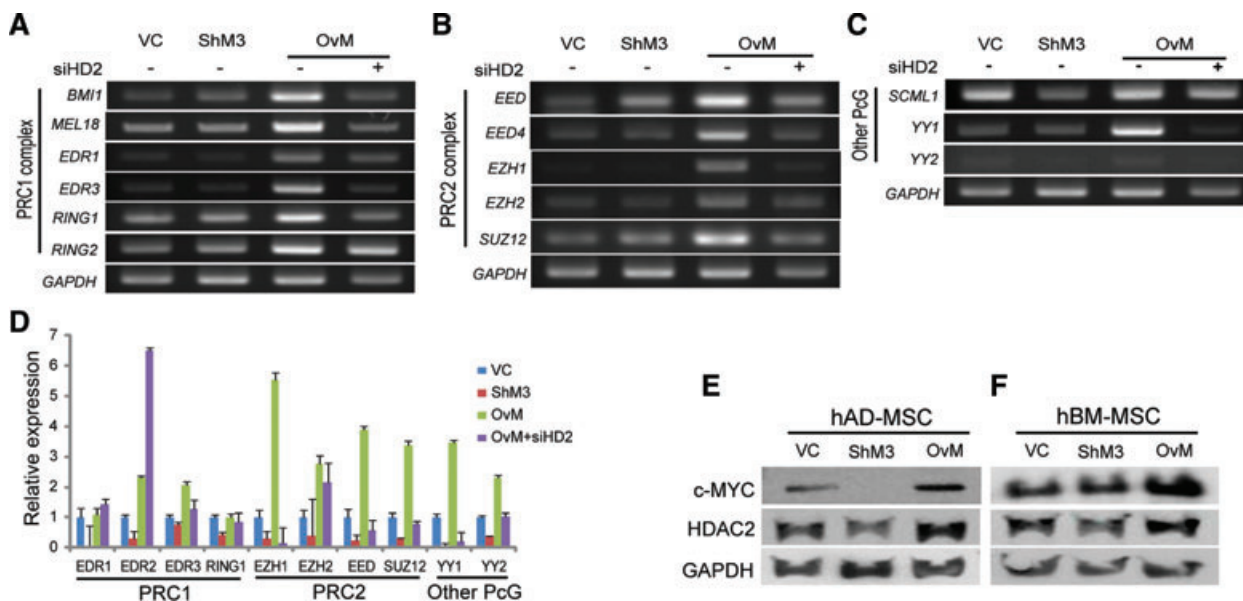 A
VC ShM3 OvM
siHD2 - - - +
PRC1 complex
BMI1
MEL18
EDR1
EDR3
RING1
RING2
GAPDH
B
VC ShM3 OvM
siHD2 - - - +
PRC2 complex
EED
EED4
EZH1
EZH2
SUZ12
GAPDH
C
VC ShM3 OvM
siHD2 - - - +
Other PcG
SCML1
YY1
YY2
GAPDH
D
Relative expression
7
6
5
4
3
2
1
0
VC
ShM3
OvM
OvM+siHD2
EDR1 EDR2 EDR3 RING1 EZH1 EZH2 EED SUZ12 YY1 YY2
PRC1 PRC2 Other PcG
E
hAD-MSC
VC ShM3 OvM
F
hBM-MSC
VC ShM3 OvM
c-MYC
HDAC2
GAPDH